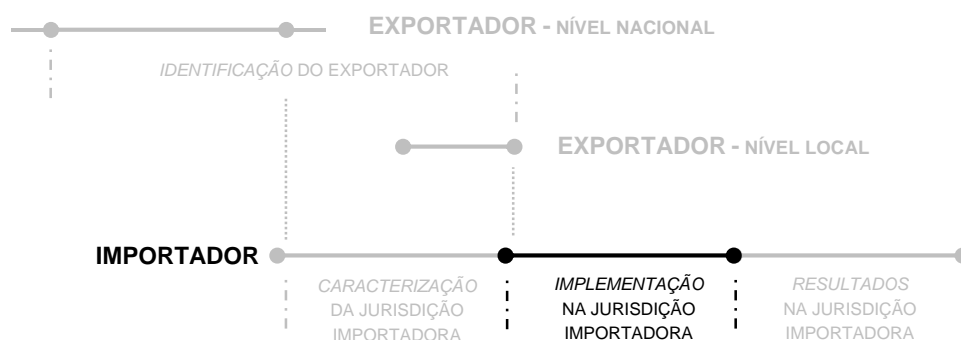 EXPORTADOR - NÍVEL NACIONAL
IDENTIFICAÇÃO DO EXPORTADOR
EXPORTADOR - NÍVEL LOCAL
IMPORTADOR
CARACTERIZAÇÃO
DA JURISDIÇÃO
IMPORTADORA
IMPLEMENTAÇÃO
NA JURISDIÇÃO
IMPORTADORA
RESULTADOS
NA JURISDIÇÃO
IMPORTADORA